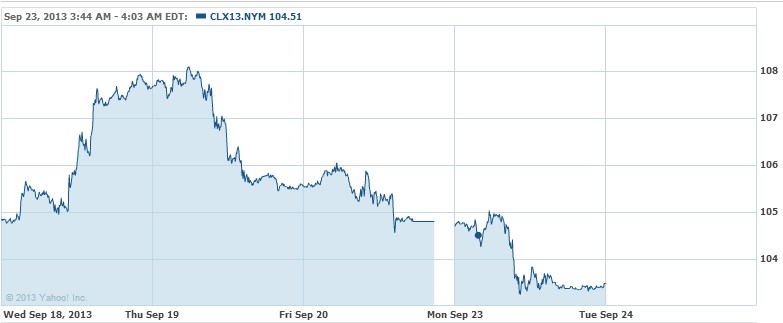 Sep 23, 2013 3:44 AM - 4:03 AM EDT: CLX13.NYM 104.51
108
107
106
105
104
© 2013 Yahoo! Inc.
Wed Sep 18, 2013 Thu Sep 19 Fri Sep 20 Mon Sep 23 Tue Sep 24